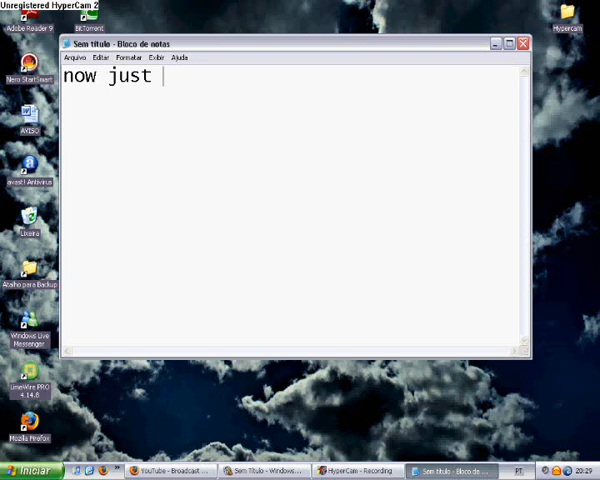 Unregistered HyperCam 2
Adobe Reader 9
BitTorrent
Hypercam
Sem título - Bloco de notas
Arquivo Editar Formatar Exibir Ajuda
now just
Nero StartSmart
AVISO
avast! Antivirus
Lixeira
Atalho para Backup
Windows Live Messenger
LimeWire PRO 4.14.8
Mozilla Firefox
Iniciar
YouTube - Broadcast ...
Sem Título - Windows...
HyperCam - Recording
Sem título - Bloco de ...
PT
20:29